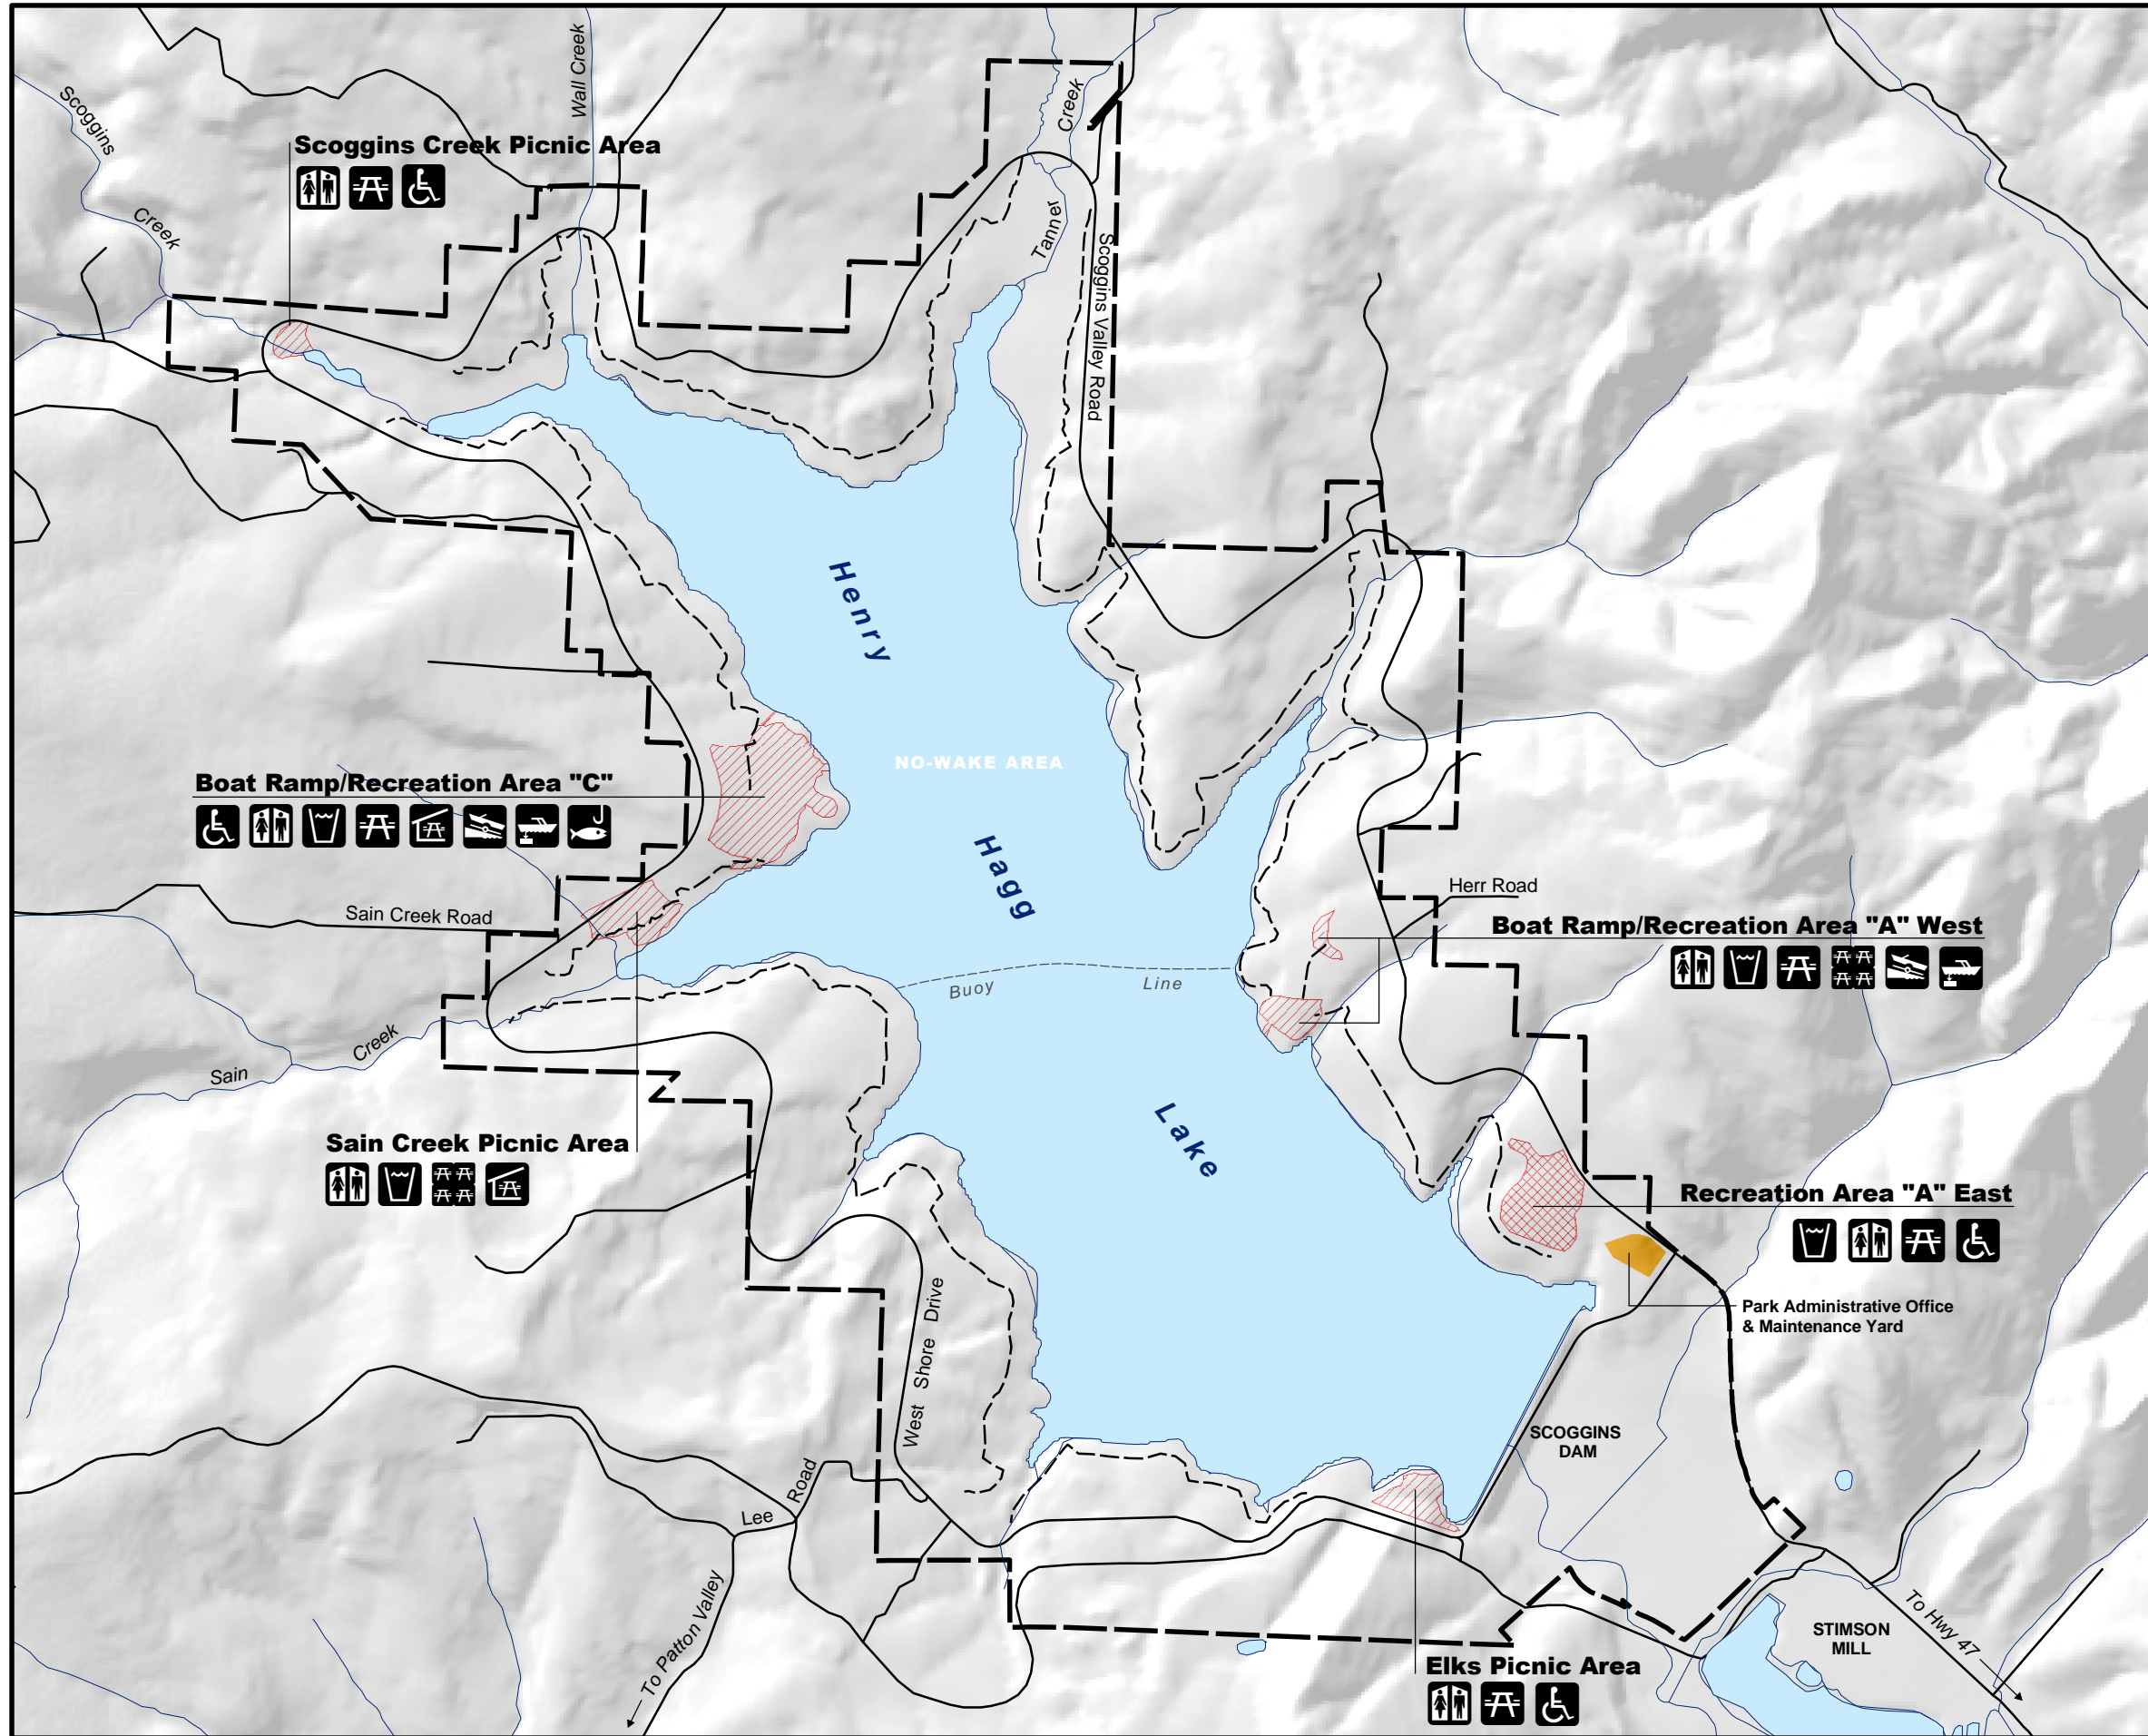 Wall Creek
Scoggins
Creek
Scoggins Creek Picnic Area
Creek
Tanner
Scoggins Valley Road
Henry
NO-WAKE AREA
Boat Ramp/Recreation Area "C"
Hagg
Herr Road
Sain Creek Road
Boat Ramp/Recreation Area "A" West
Buoy Line
Creek
Sain
Lake
Sain Creek Picnic Area
Recreation Area "A" East
Park Administrative Office
& Maintenance Yard
West Shore Drive
SCOGGINS
DAM
Lee Road
To Patton Valley
To Hwy 47
STIMSON
MILL
Elks Picnic Area